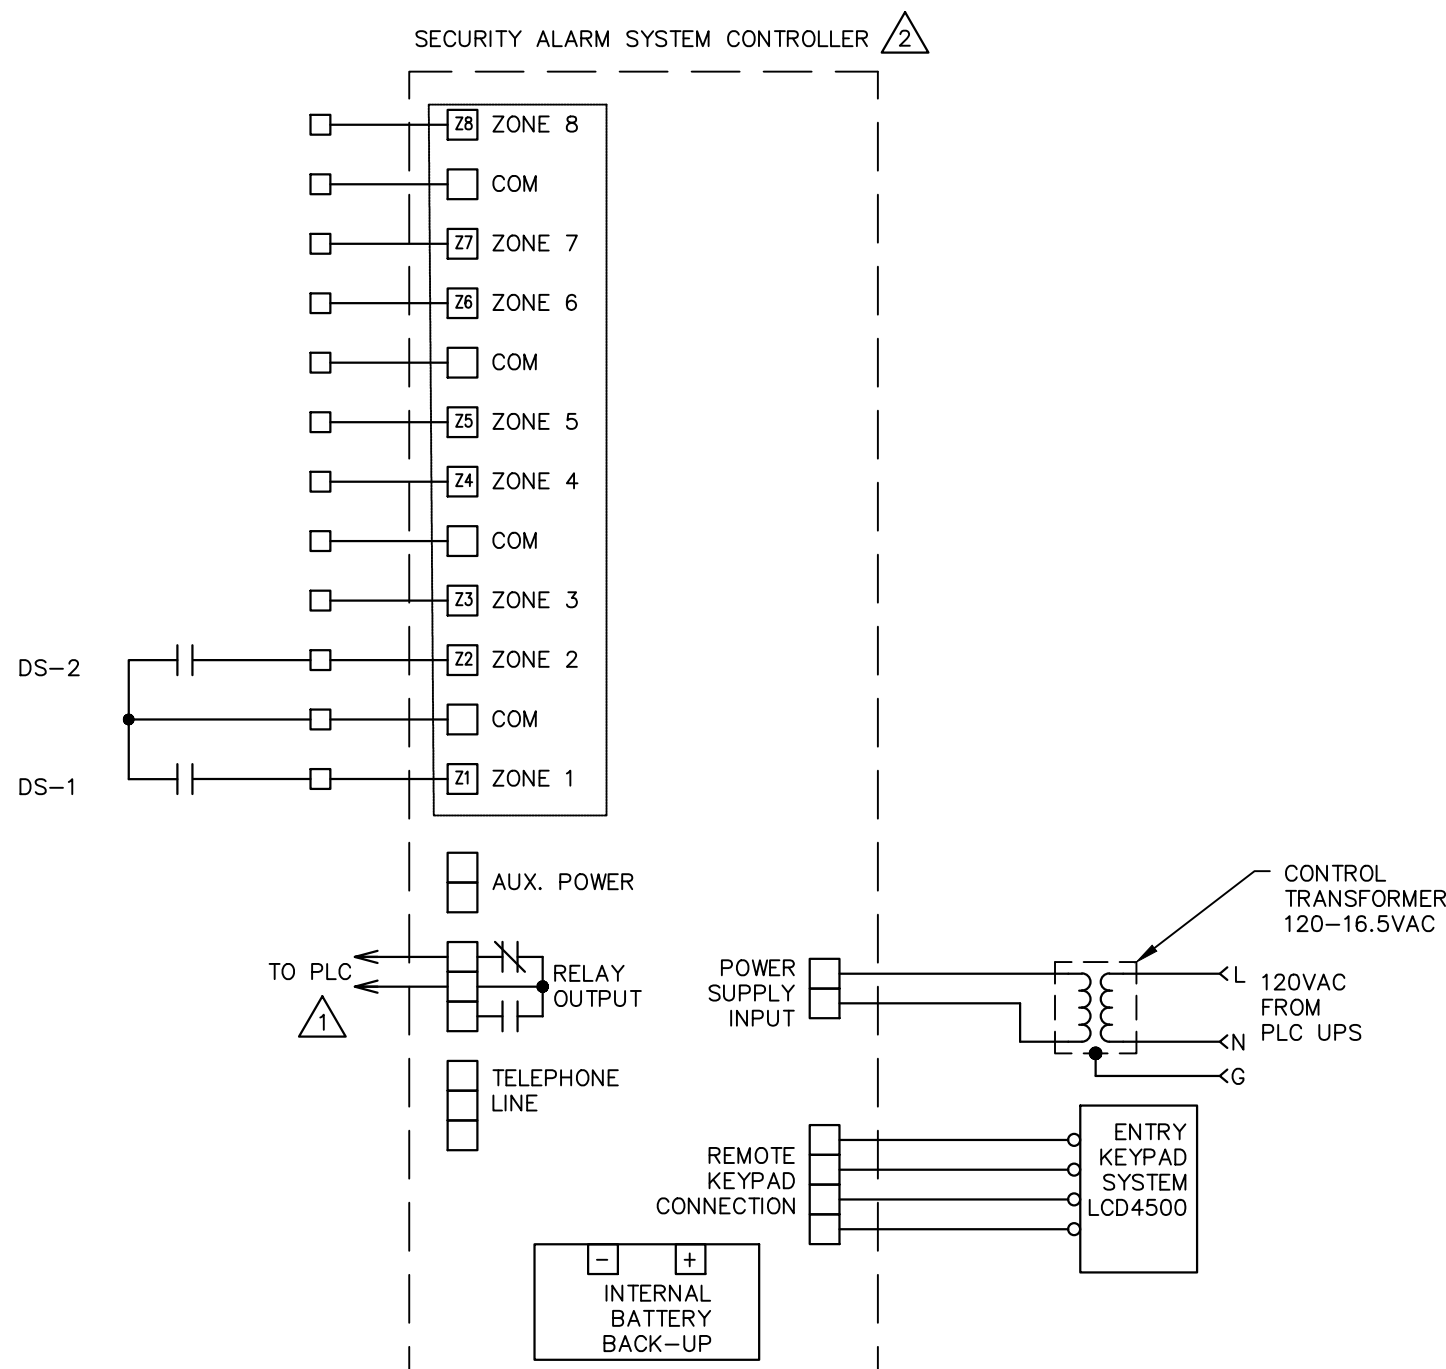 SECURITY ALARM SYSTEM CONTROLLER 2
Z8 ZONE 8
COM
Z7 ZONE 7
Z6 ZONE 6
COM
Z5 ZONE 5
Z4 ZONE 4
COM
Z3 ZONE 3
DS-2 Z2 ZONE 2
COM
DS-1 Z1 ZONE 1
AUX. POWER
TO PLC
1
RELAY
OUTPUT
TELEPHONE
LINE
POWER
SUPPLY
INPUT
CONTROL
TRANSFORMER
120-16.5VAC
L
N
G
120VAC
FROM
PLC UPS
REMOTE
KEYPAD
CONNECTION
ENTRY
KEYPAD
SYSTEM
LCD4500
- +
INTERNAL
BATTERY
BACK-UP